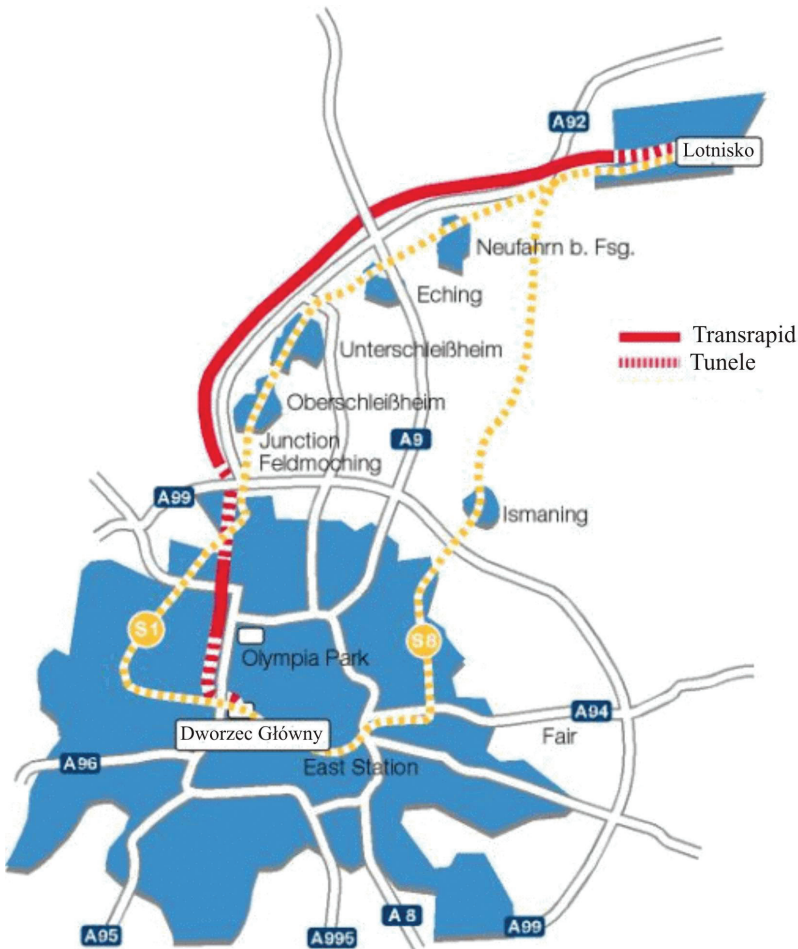 A92
Lotnisko
Neufahrn b. Fsg.
Eching
Transrapid
Unterschleißheim
Tunele
Oberschleißheim
A9
Junction
Feldmoching
A99
Ismaning
S1
S8
Olympia Park
A94
Dworzec Główny
Fair
A96
East Station
A8
A99
A95
A995